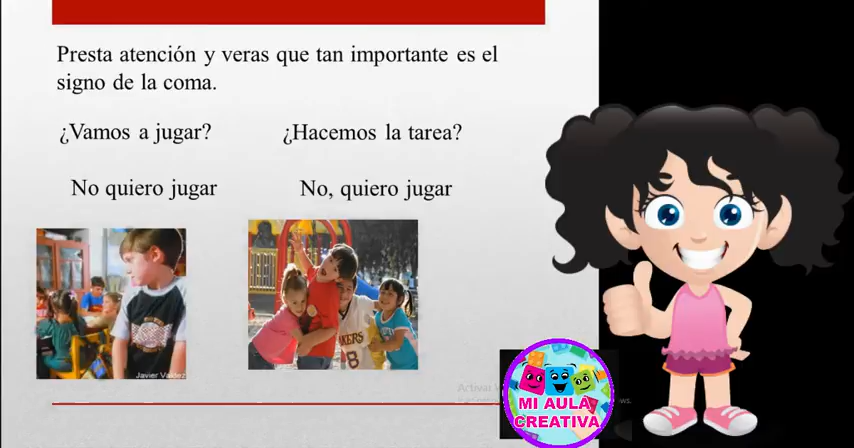 Presta atención y veras que tan importante es el
signo de la coma.
¿Vamos a jugar?
¿Hacemos la tarea?
No quiero jugar
No, quiero jugar
Javier Valdez
Activar
MI AULA
CREATIVA